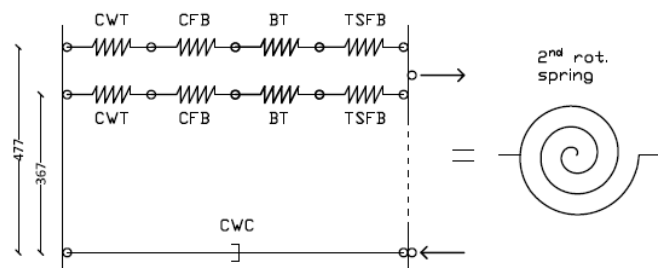 CWT CFB BT TSFB
2nd rot.
spring
CWT CFB BT TSFB
477
367
=
CWC